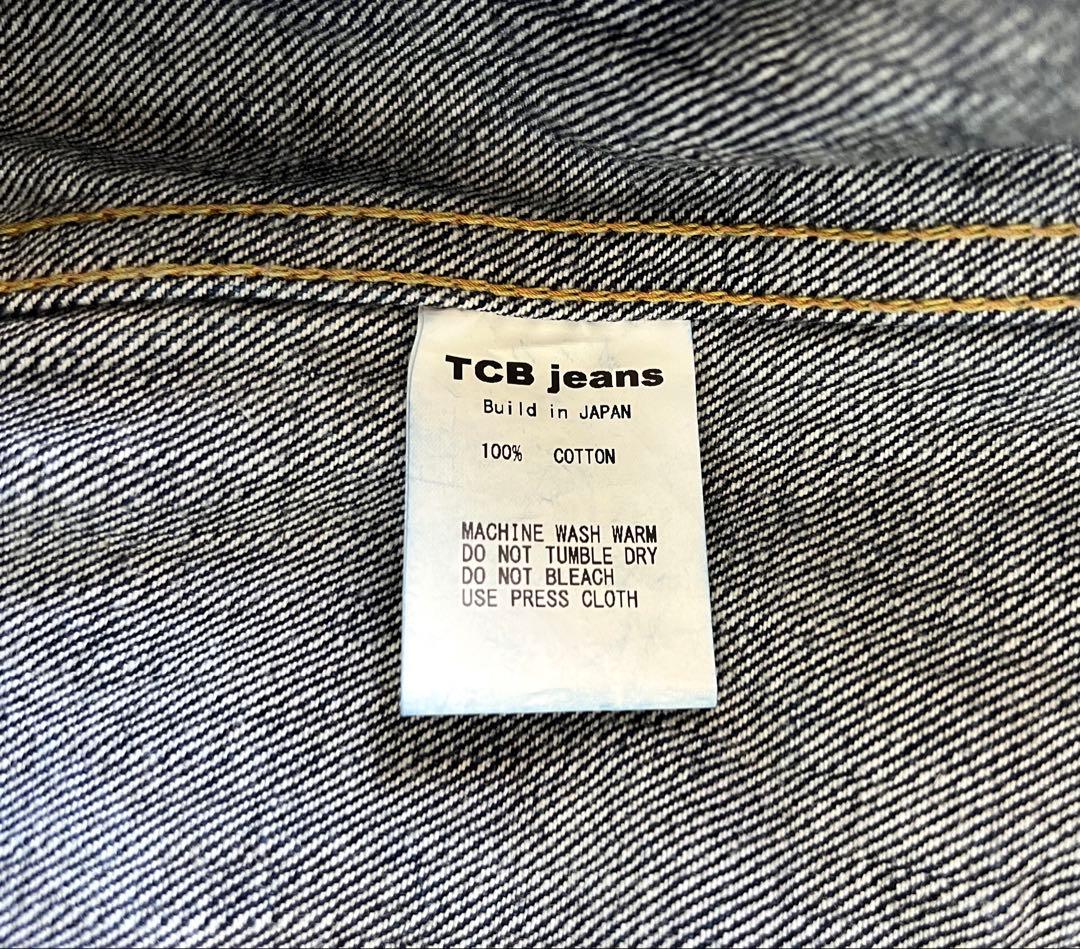 TCB jeans
Build in JAPAN
100% COTTON
MACHINE WASH WARM
DO NOT TUMBLE DRY
DO NOT BLEACH
USE PRESS CLOTH